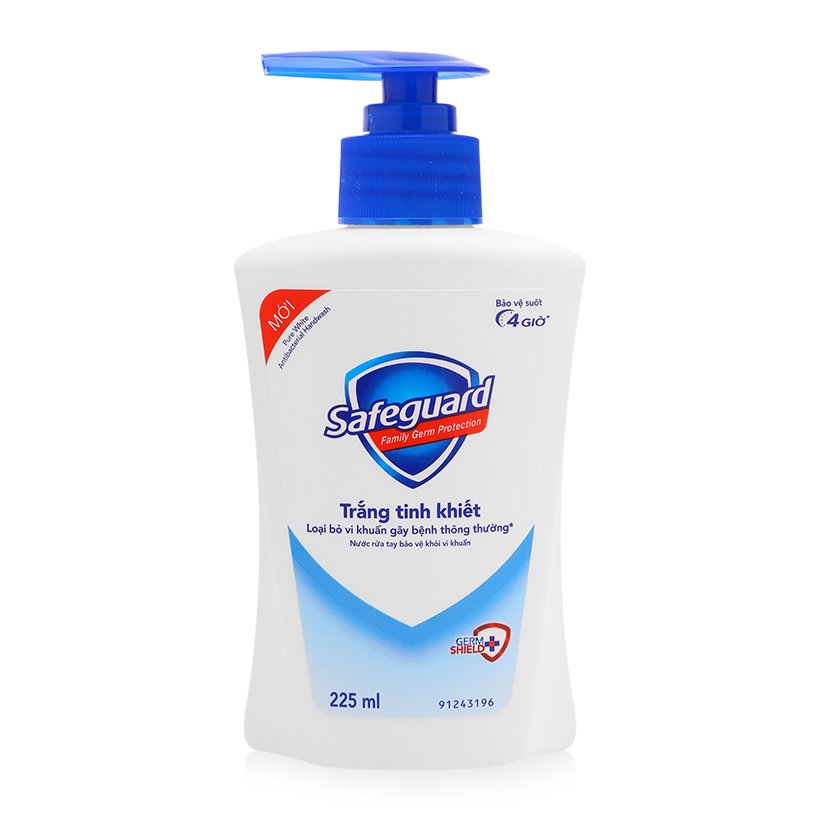 MỚI
Pure White
Antibacterial Handwash
Bảo vệ suốt
4 GIỜ*
Safeguard
Family Germ Protection
Trắng tinh khiết
Loại bỏ vi khuẩn gây bệnh thông thường*
Nước rửa tay bảo vệ khỏi vi khuẩn
GERM
SHIELD
225 ml
91243196